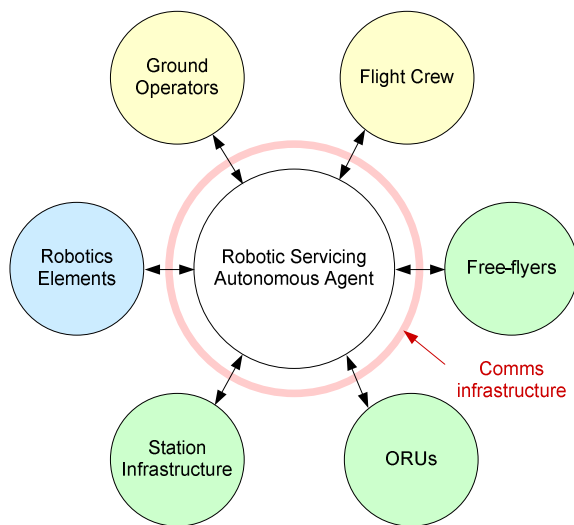 Ground
Operators
Flight Crew
Robotics
Elements
Robotic Servicing
Autonomous Agent
Free-flyers
Comms
infrastructure
Station
Infrastructure
ORUs